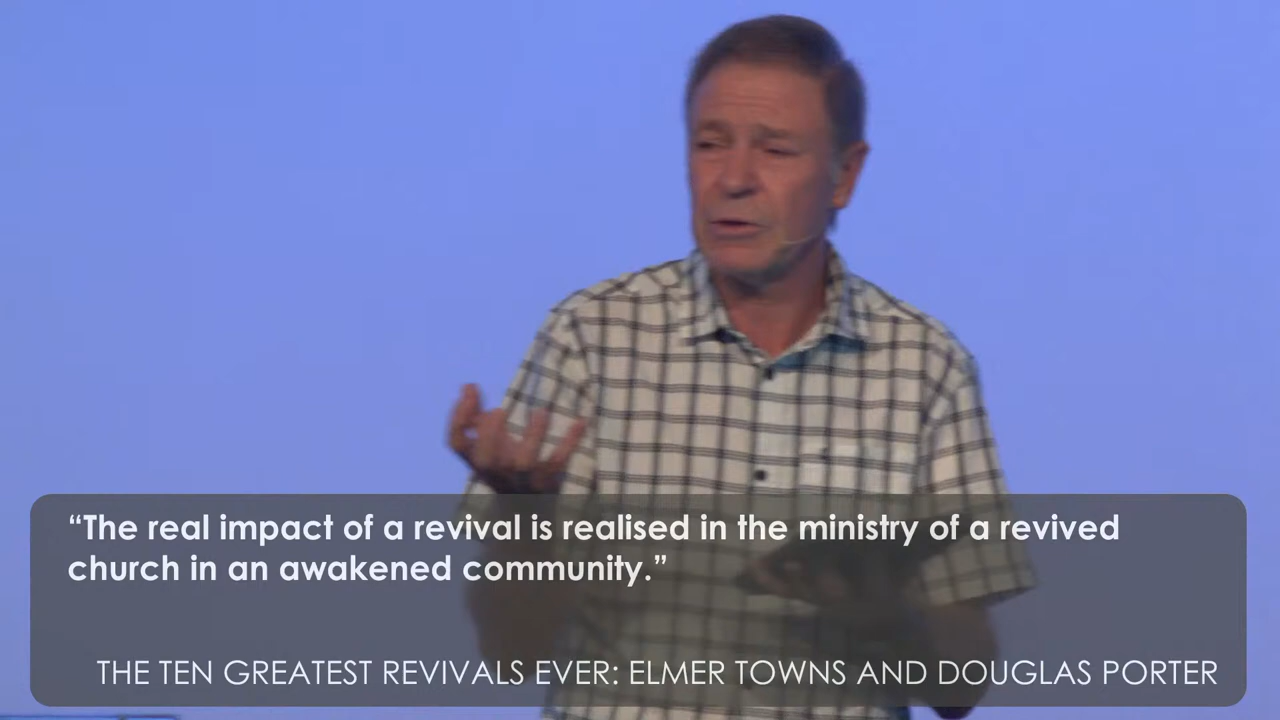 “The real impact of a revival is realised in the ministry of a revived
church in an awakened community.”
THE TEN GREATEST REVIVALS EVER: ELMER TOWNS AND DOUGLAS PORTER